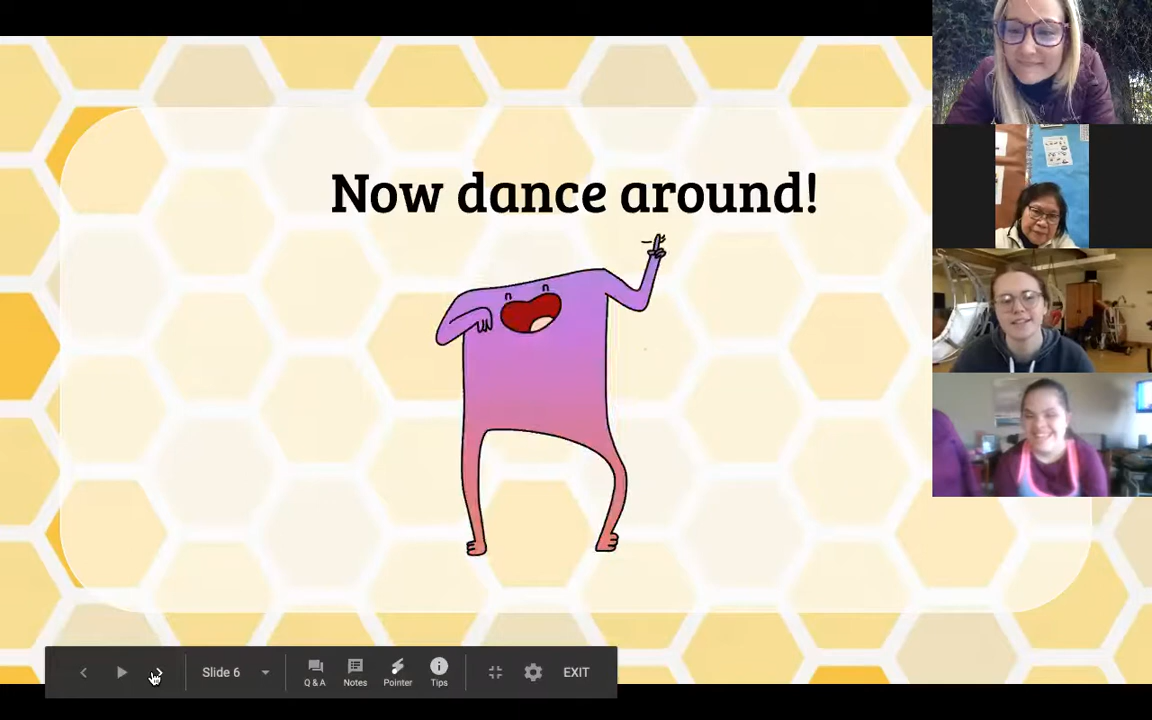 Now dance around!
Slide 6
Q & A
Notes
Pointer
Tips
EXIT